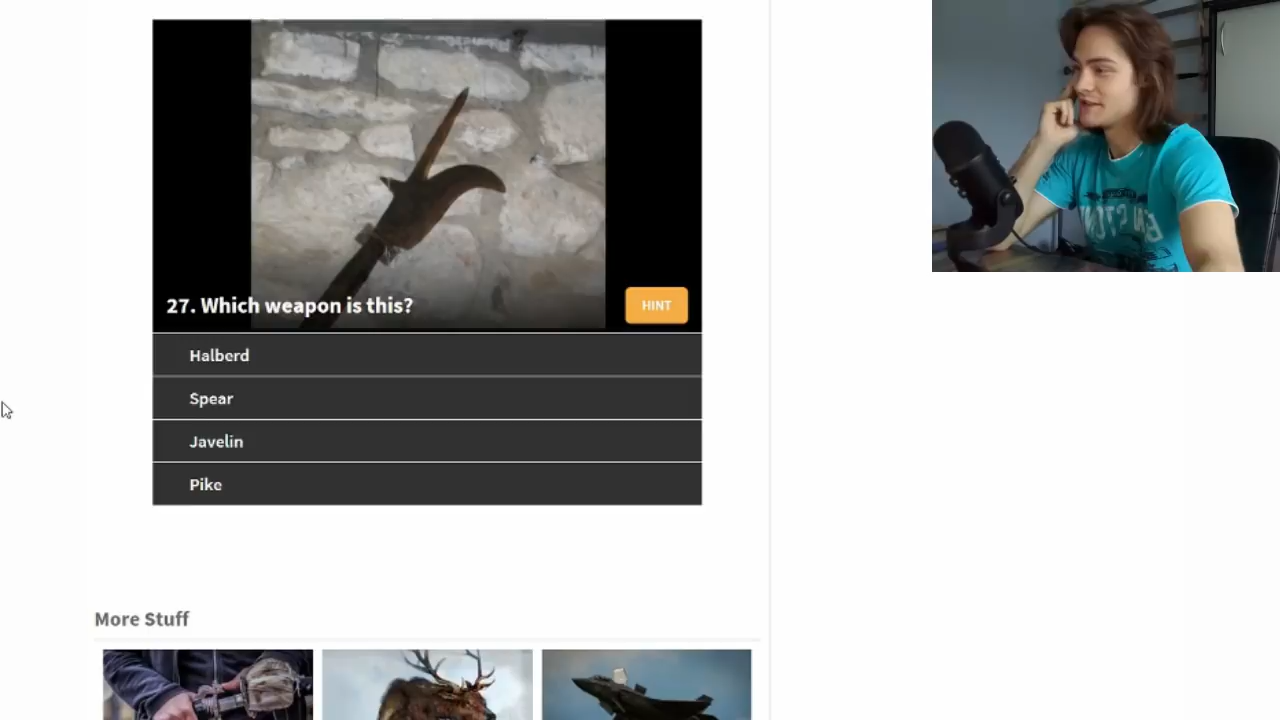 27. Which weapon is this?
HINT
Halberd
Spear
Javelin
Pike
More Stuff